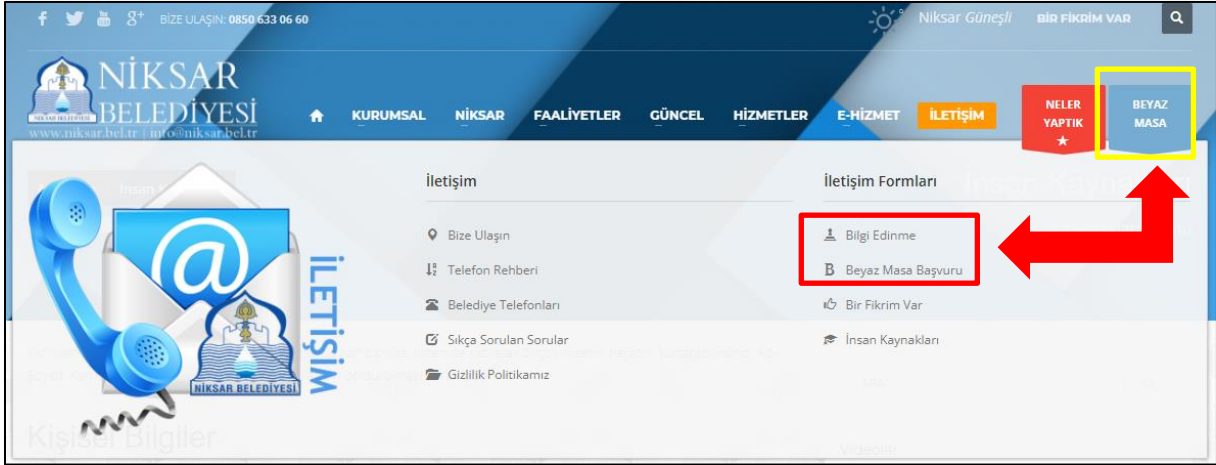 BİZE ULAŞIN: 0850 633 06 60
Niksar Güneşli
BİR FİKRİM VAR
NİKSAR
BELEDİYESİ
www.niksar.bel.tr | info@niksar.bel.tr
KURUMSAL
NİKSAR
FAALİYETLER
GÜNCEL
HİZMETLER
E-HİZMET
İLETİŞİM
NELER
YAPTIK
BEYAZ
MASA
İletişim
Bize Ulaşın
Telefon Rehberi
Belediye Telefonları
Sıkça Sorulan Sorular
Gizlilik Politikamız
İletişim Formları
Bilgi Edinme
Beyaz Masa Başvuru
Bir Fikrim Var
İnsan Kaynakları
@
NİKSAR BELEDİYESİ
İLETİŞİM
Kişisel Bilgiler